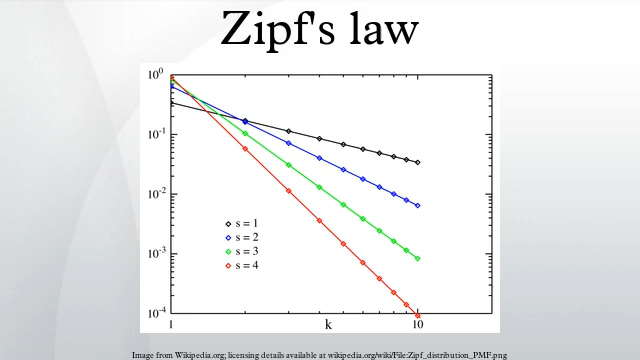 Zipf's law
10^0
10^-1
10^-2
10^-3
10^-4
s = 1
s = 2
s = 3
s = 4
1
k
10
Image from Wikipedia.org; licensing details available at wikipedia.org/wiki/File:Zipf_distribution_PMF.png